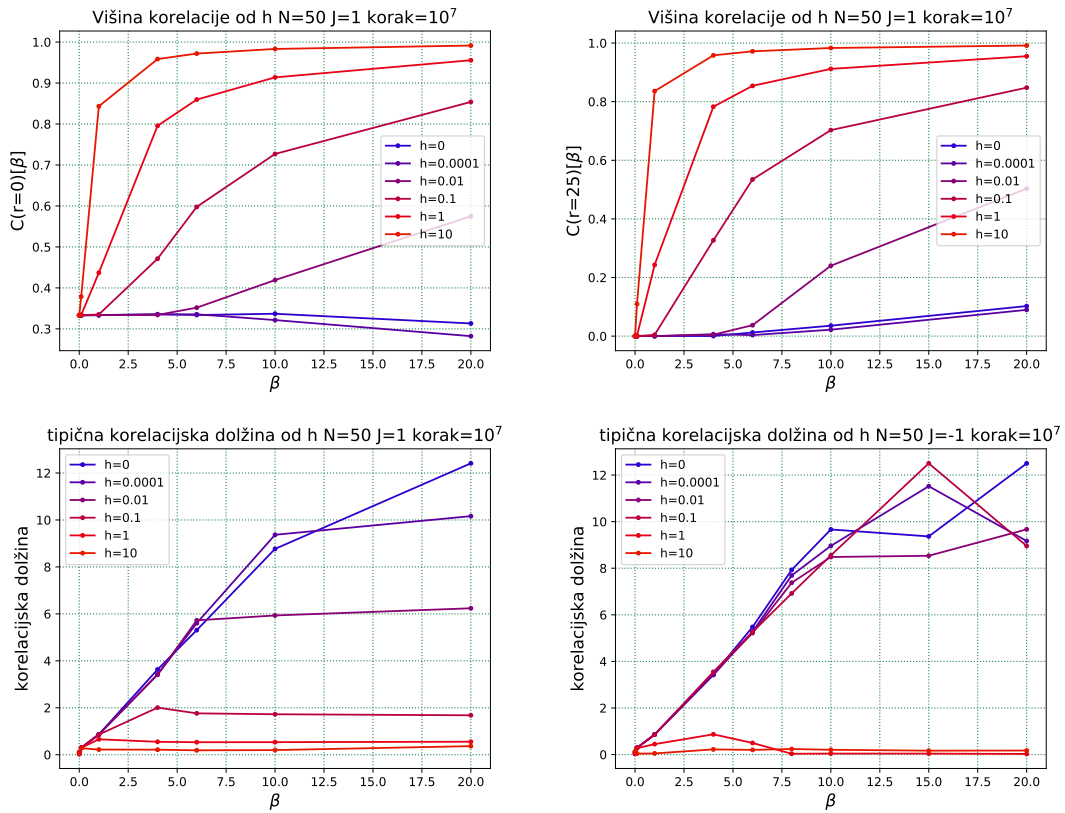 Višina korelacije od h N=50 J=1 korak=10⁷
C(r=0)[β]
1.0
0.9
0.8
0.7
0.6
0.5
0.4
0.3
h=0
h=0.0001
h=0.01
h=0.1
h=1
h=10
0.0 2.5 5.0 7.5 10.0 12.5 15.0 17.5 20.0
β
Višina korelacije od h N=50 J=1 korak=10⁷
C(r=25)[β]
1.0
0.8
0.6
0.4
0.2
0.0
h=0
h=0.0001
h=0.01
h=0.1
h=1
h=10
0.0 2.5 5.0 7.5 10.0 12.5 15.0 17.5 20.0
β
tipična korelacijska dolžina od h N=50 J=1 korak=10⁷
korelacijska dolžina
12
10
8
6
4
2
0
h=0
h=0.0001
h=0.01
h=0.1
h=1
h=10
0.0 2.5 5.0 7.5 10.0 12.5 15.0 17.5 20.0
β
tipična korelacijska dolžina od h N=50 J=-1 korak=10⁷
korelacijska dolžina
12
10
8
6
4
2
0
h=0
h=0.0001
h=0.01
h=0.1
h=1
h=10
0.0 2.5 5.0 7.5 10.0 12.5 15.0 17.5 20.0
β